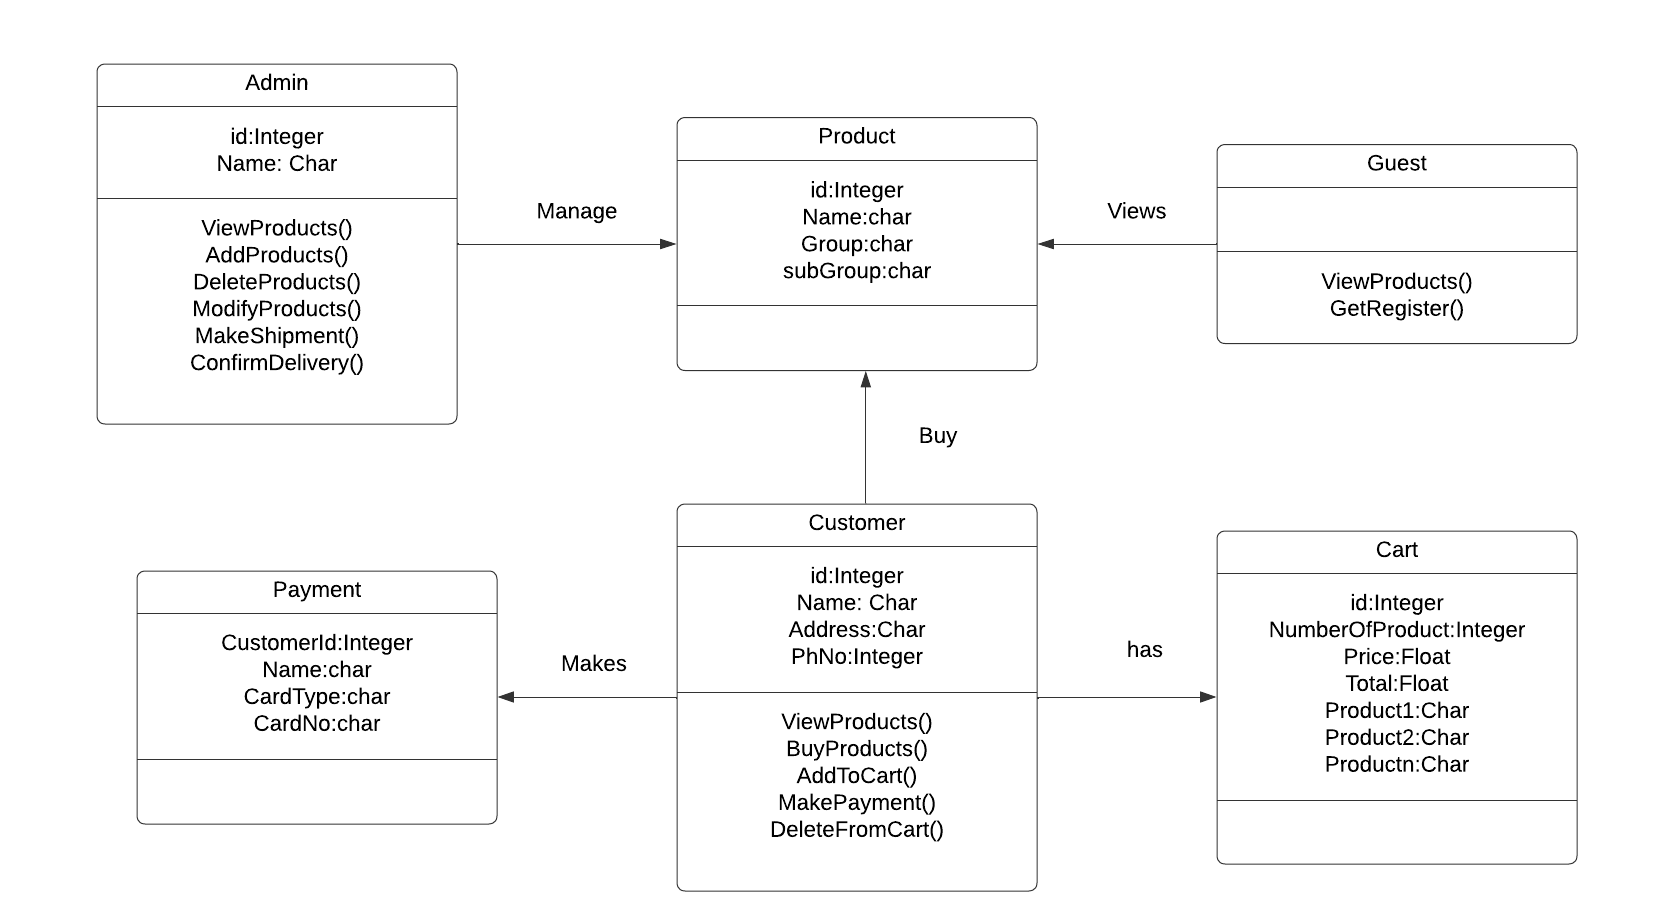 Admin
id:Integer
Name: Char
ViewProducts()
AddProducts()
DeleteProducts()
ModifyProducts()
MakeShipment()
ConfirmDelivery()
Manage
Product
id:Integer
Name:char
Group:char
subGroup:char
Views
Guest
ViewProducts()
GetRegister()
Buy
Payment
CustomerId:Integer
Name:char
CardType:char
CardNo:char
Makes
Customer
id:Integer
Name: Char
Address:Char
PhNo:Integer
ViewProducts()
BuyProducts()
AddToCart()
MakePayment()
DeleteFromCart()
has
Cart
id:Integer
NumberOfProduct:Integer
Price:Float
Total:Float
Product1:Char
Product2:Char
Productn:Char